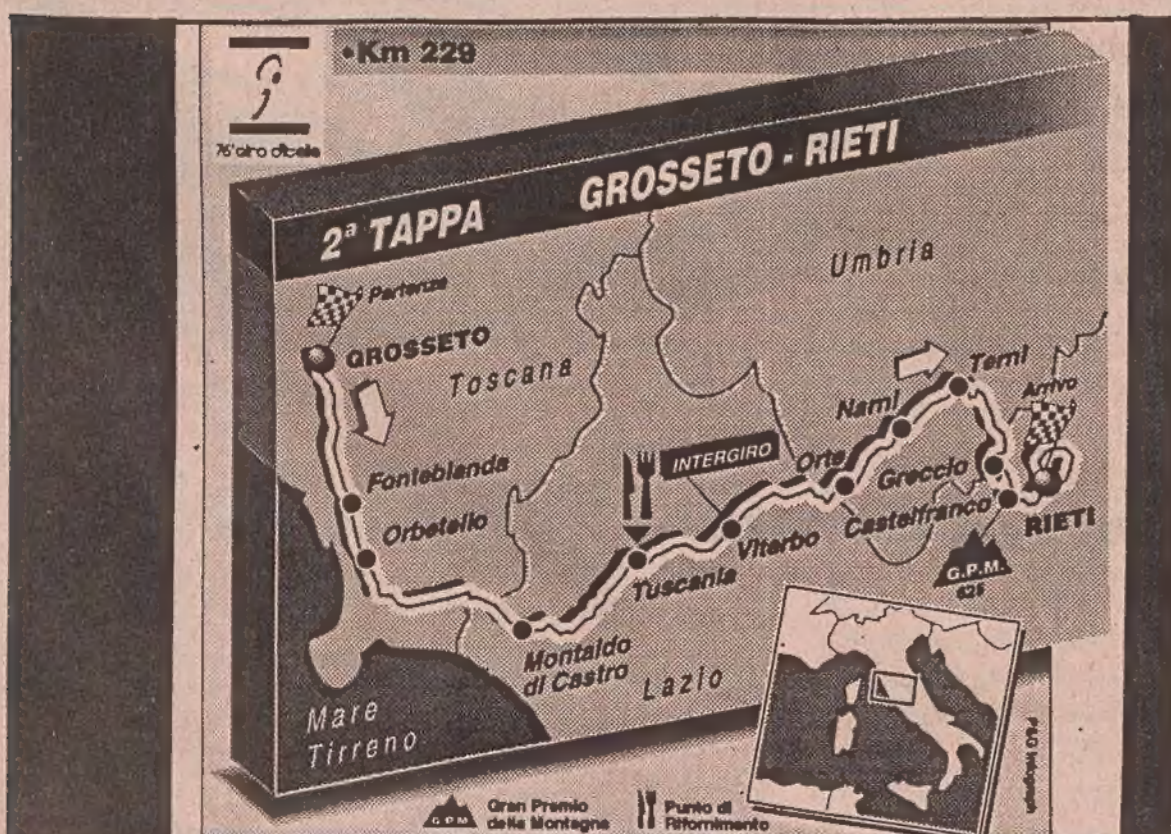 •Km 229
76° giro d'italia
2ª TAPPA GROSSETO - RIETI
Partenza
GROSSETO
Toscana
Umbria
Fonteblanda
Orbetello
INTERGIRO
Orte
Narni
Terni
Arrivo
Greccio
Castelfranco
RIETI
G.P.M.
625
Viterbo
Tuscania
Montaldo
di Castro
Lazio
Mare
Tirreno
P&G Infograph
G.P.M.
Gran Premio
della Montagna
Punto di
Rifornimento